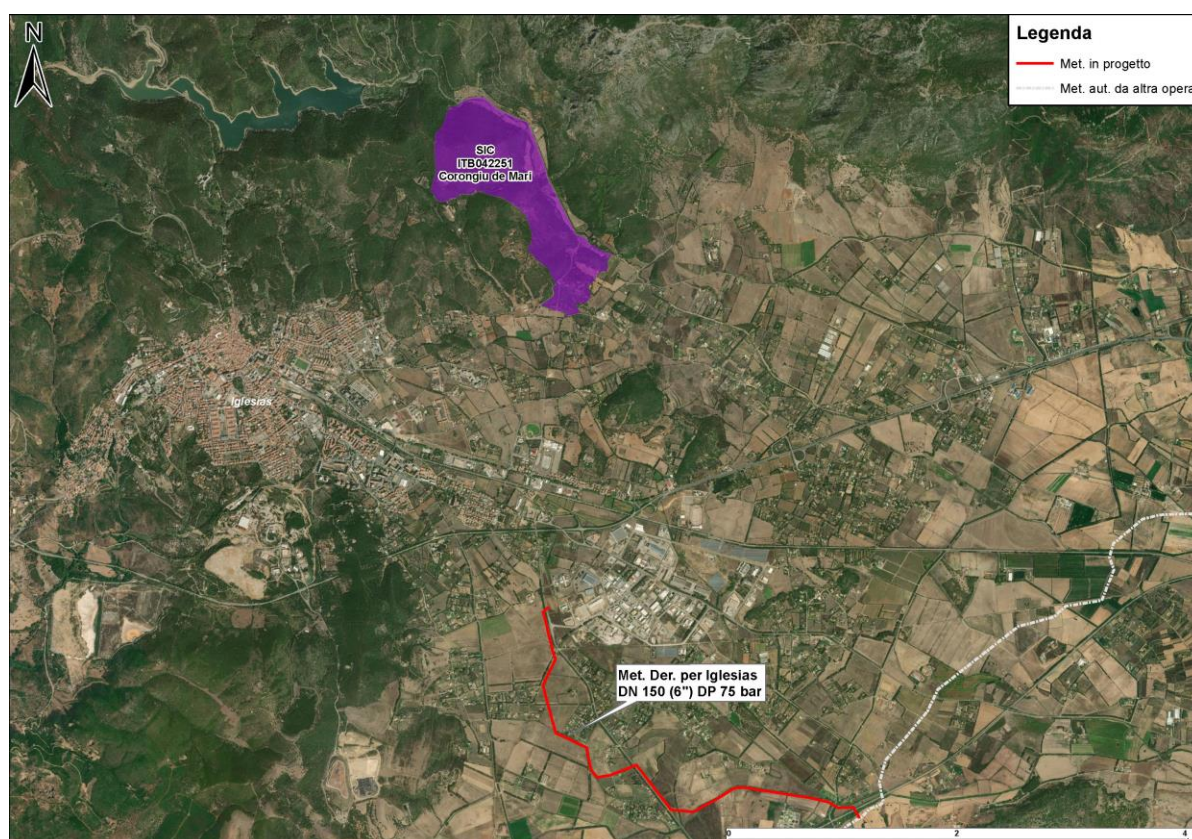 N
Legenda
Met. in progetto
Met. aut. da altra opera
SIC
ITB042251
Corongiu de Mari
Iglesias
Met. Der. per Iglesias
DN 150 (6") DP 75 bar
0 2 4